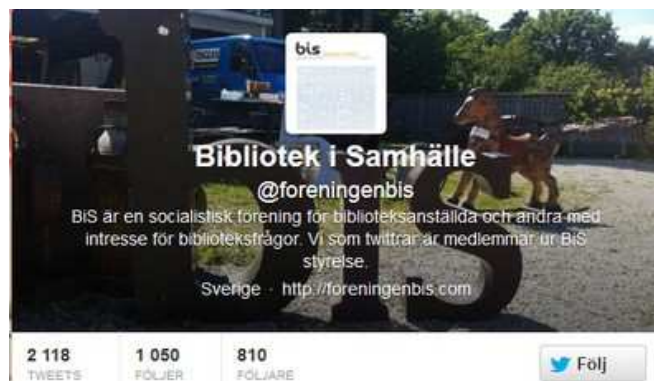 bis
Bibliotek i Samhälle
@foreningenbis
BiS är en socialistisk förening för biblioteksanställda och andra med
intresse för biblioteksfrågor. Vi som twittrar är medlemmar ur BiS
styrelse.
Sverige · http://foreningenbis.com
bis
2 118
TWEETS
1 050
FÖLJER
810
FÖLJARE
Följ